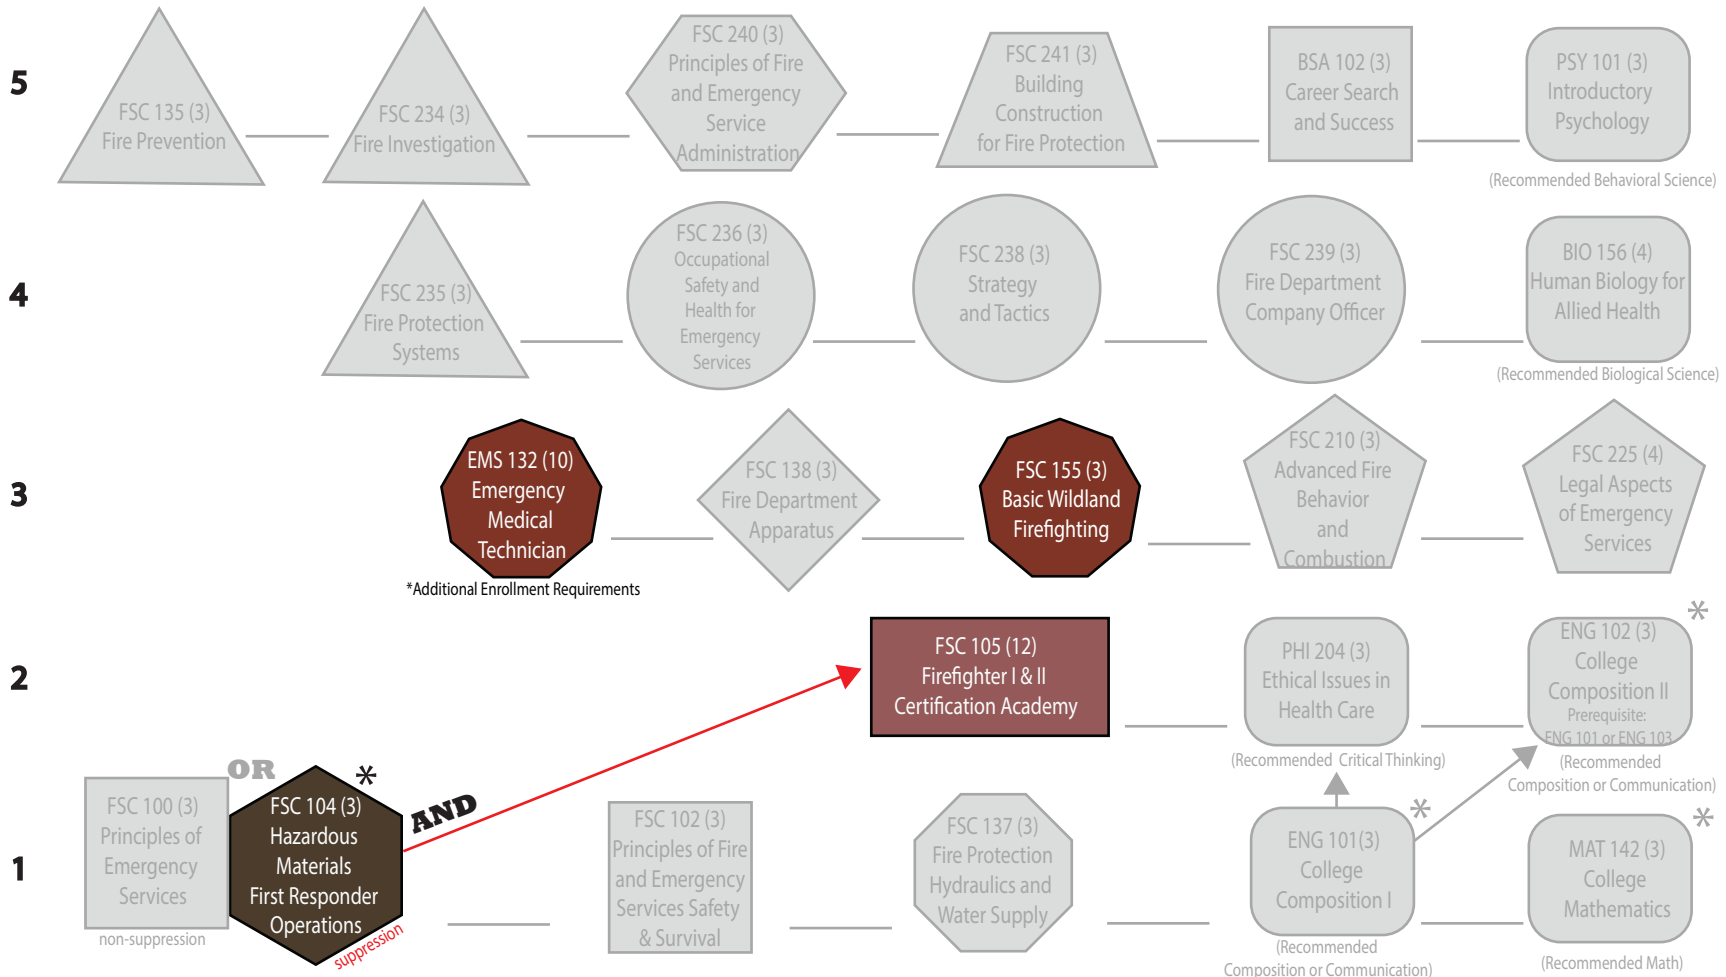 5
FSC 135 (3)
Fire Prevention
FSC 234 (3)
Fire Investigation
FSC 240 (3)
Principles of Fire
and Emergency
Service
Administration
FSC 241 (3)
Building
Construction
for Fire Protection
BSA 102 (3)
Career Search
and Success
PSY 101 (3)
Introductory
Psychology
(Recommended Behavioral Science)
4
FSC 235 (3)
Fire Protection
Systems
FSC 236 (3)
Occupational
Safety and
Health for
Emergency
Services
FSC 238 (3)
Strategy
and Tactics
FSC 239 (3)
Fire Department
Company Officer
BIO 156 (4)
Human Biology for
Allied Health
(Recommended Biological Science)
3
EMS 132 (10)
Emergency
Medical
Technician
*Additional Enrollment Requirements
FSC 138 (3)
Fire Department
Apparatus
FSC 155 (3)
Basic Wildland
Firefighting
FSC 210 (3)
Advanced Fire
Behavior
and
Combustion
FSC 225 (4)
Legal Aspects
of Emergency
Services
2
FSC 105 (12)
Firefighter I & II
Certification Academy
PHI 204 (3)
Ethical Issues in
Health Care
(Recommended Critical Thinking)
*
ENG 102 (3)
College
Composition II
Prerequisite:
ENG 101 or ENG 103
(Recommended
Composition or Communication)
1
FSC 100 (3)
Principles of
Emergency
Services
non-suppression
OR
*
FSC 104 (3)
Hazardous
Materials
First Responder
Operations
suppression
AND
FSC 102 (3)
Principles of Fire
and Emergency
Services Safety
& Survival
FSC 137 (3)
Fire Protection
Hydraulics and
Water Supply
*
ENG 101(3)
College
Composition I
(Recommended
Composition or Communication)
*
MAT 142 (3)
College
Mathematics
(Recommended Math)